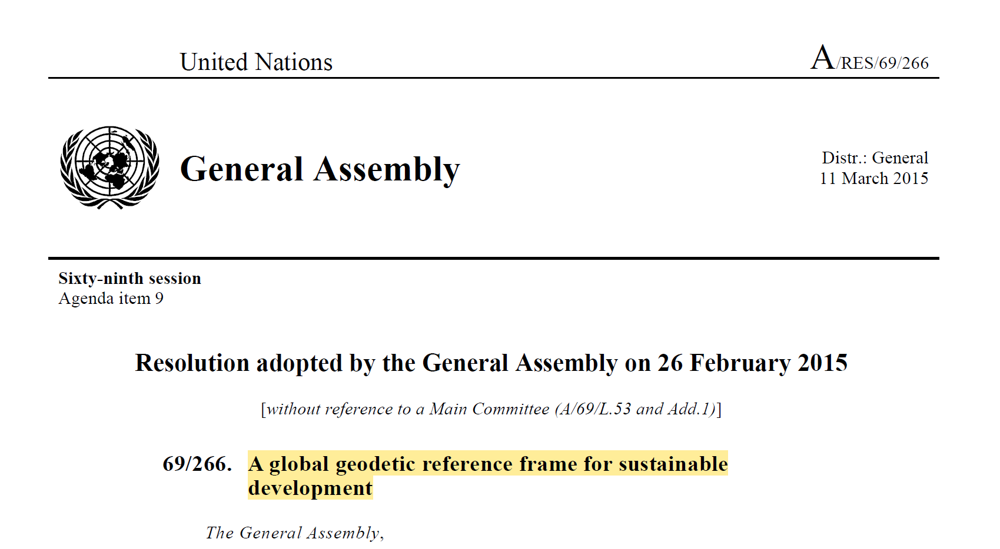 United Nations
A/RES/69/266
General Assembly
Distr.: General
11 March 2015
Sixty-ninth session
Agenda item 9
Resolution adopted by the General Assembly on 26 February 2015
[without reference to a Main Committee (A/69/L.53 and Add.1)]
69/266. A global geodetic reference frame for sustainable
development
The General Assembly,